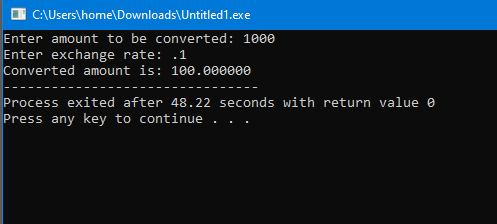 C:\Users\home\Downloads\Untitled1.exe
Enter amount to be converted: 1000
Enter exchange rate: .1
Converted amount is: 100.000000
--------------------------------
Process exited after 48.22 seconds with return value 0
Press any key to continue . . .